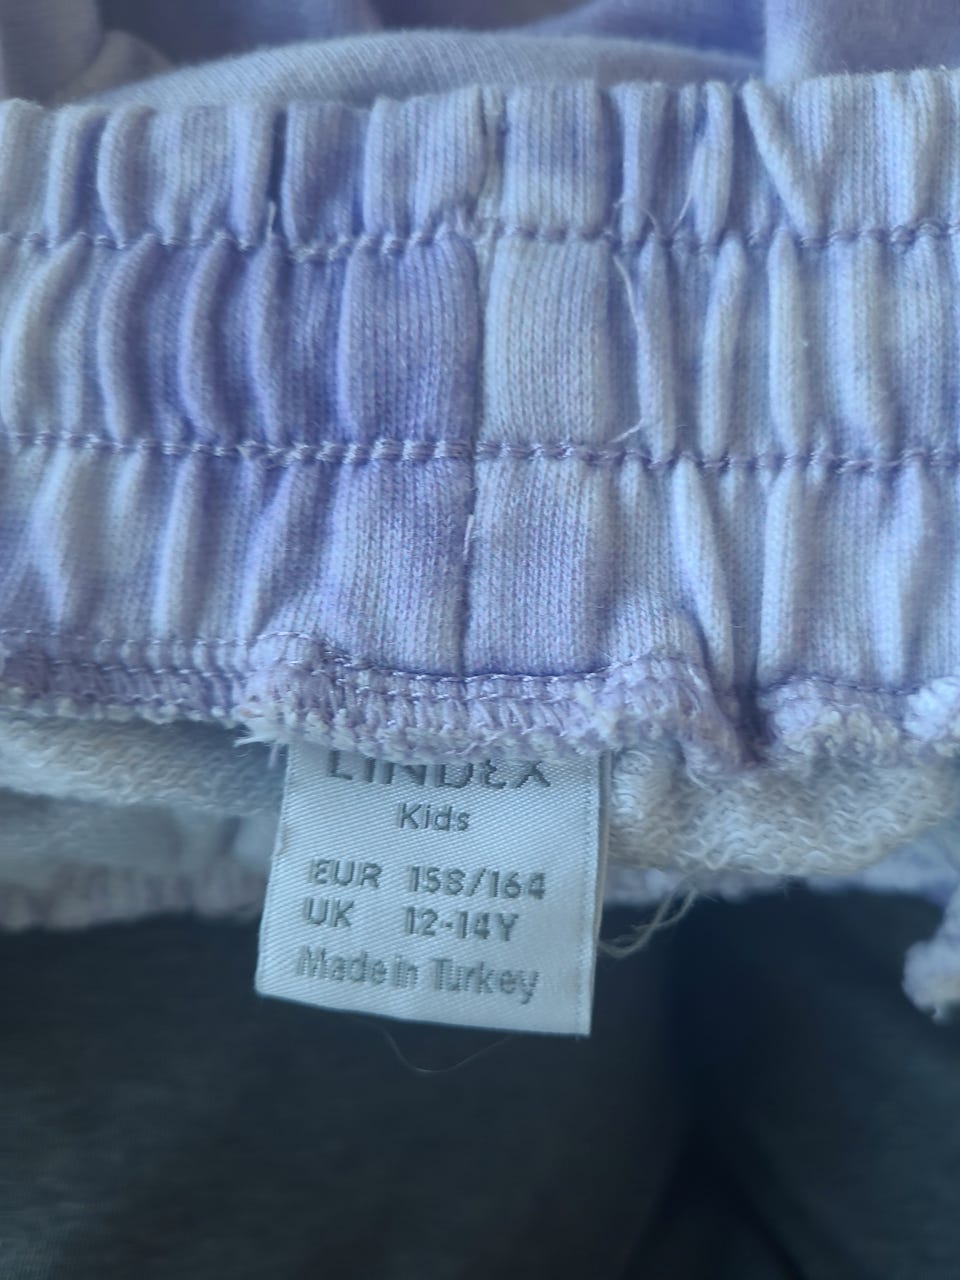 LINDEX
Kids
EUR 158/164
UK 12-14Y
Made in Turkey